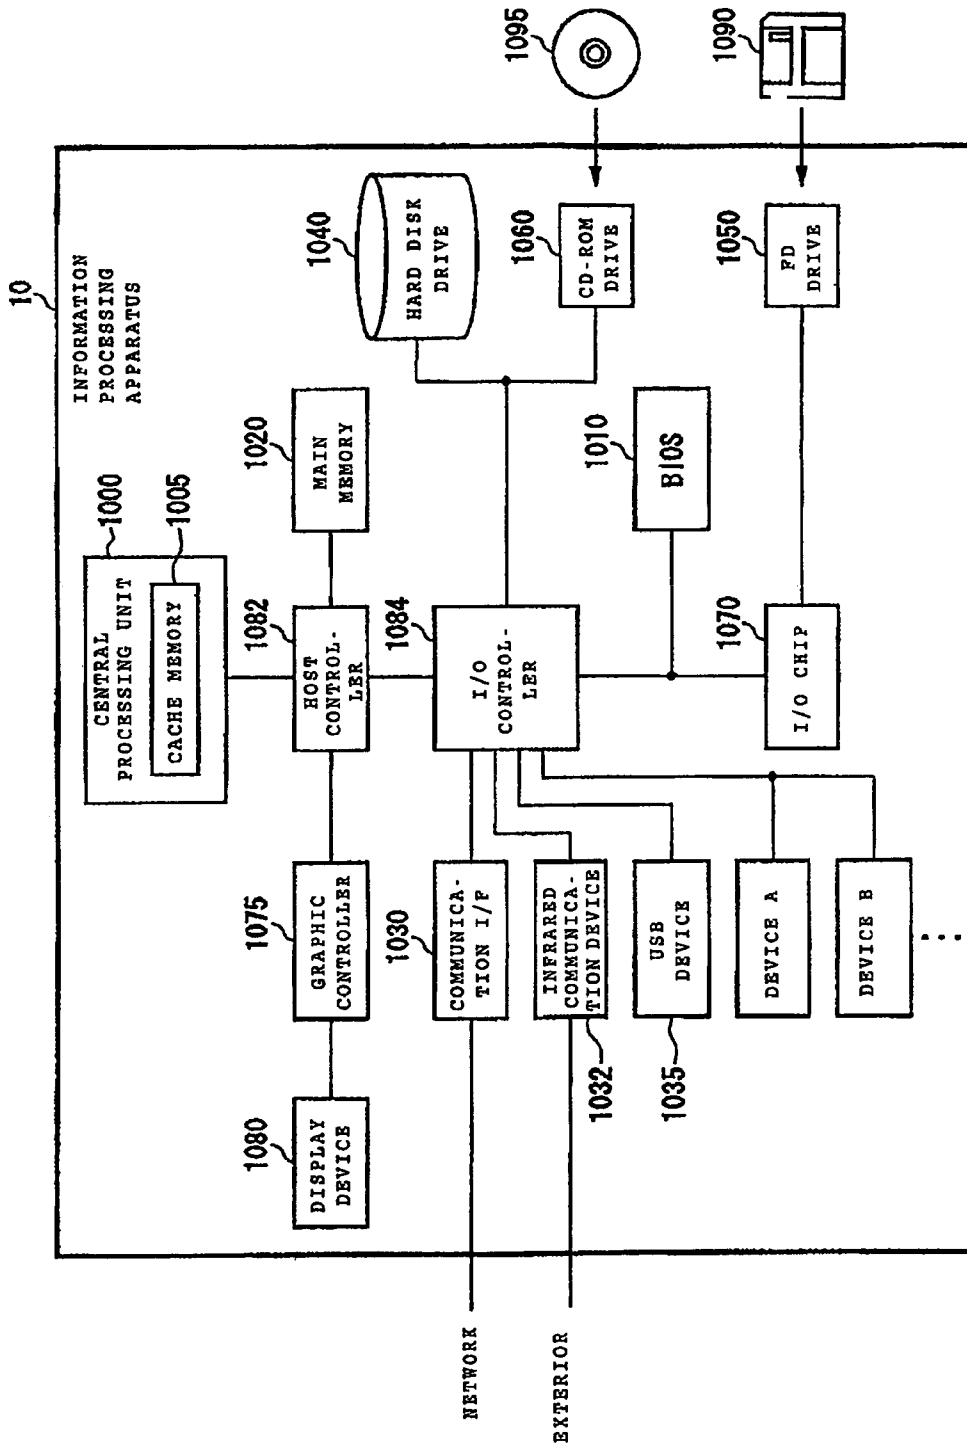 10
INFORMATION
PROCESSING
APPARATUS
1000
CENTRAL
PROCESSING UNIT
1005
CACHE MEMORY
1080
DISPLAY
DEVICE
1075
GRAPHIC
CONTROLLER
1082
HOST
CONTROL-
LER
1020
MAIN
MEMORY
1040
HARD DISK
DRIVE
NETWORK
1030
COMMUNICA-
TION I/F
1084
I/O
CONTROL-
LER
EXTERIOR
INFRARED
COMMUNICA-
TION DEVICE
1032
1060
CD-ROM
DRIVE
1095
USB
DEVICE
1035
1010
BIOS
DEVICE A
1070
I/O CHIP
1050
FD
DRIVE
1090
DEVICE B